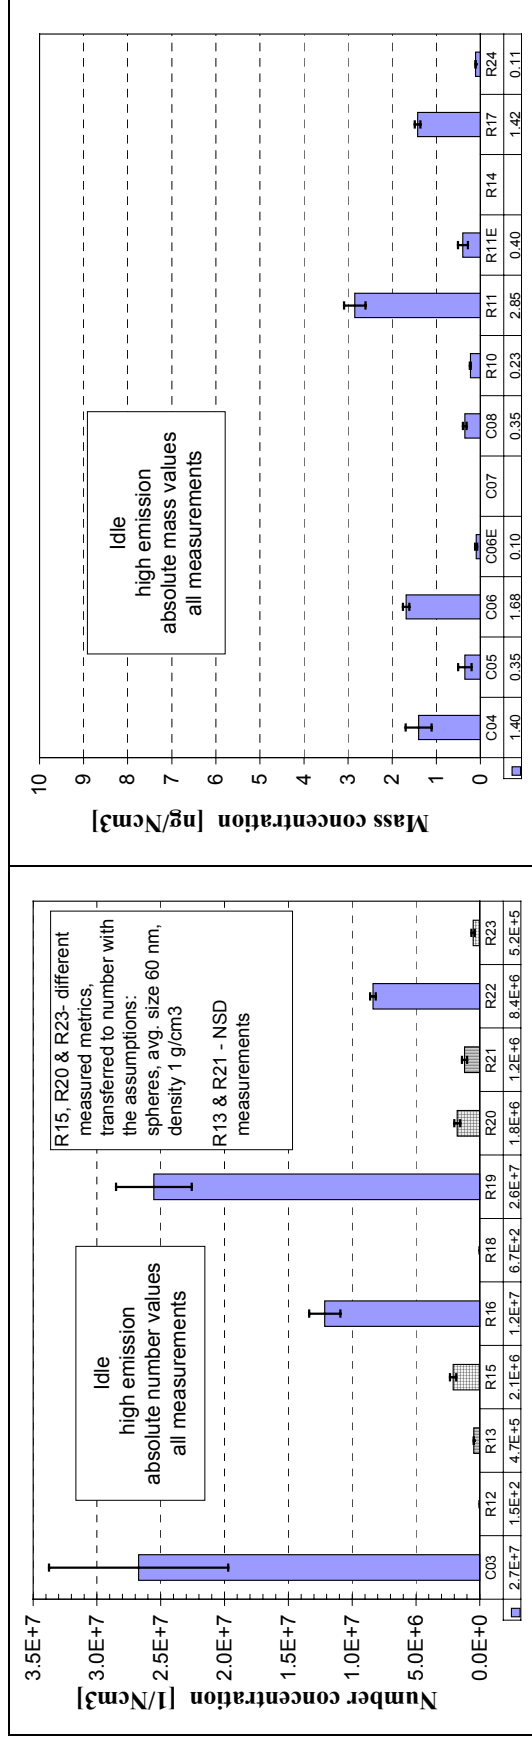 Number concentration [1/Ncm3]
3.5E+7
3.0E+7
2.5E+7
2.0E+7
1.5E+7
1.0E+7
5.0E+6
0.0E+0
Idle
high emission
absolute number values
all measurements
R15, R20 & R23- different
measured metrics,
transferred to number with
the assumptions:
spheres, avg. size 60 nm,
density 1 g/cm3
R13 & R21 - NSD
measurements
C03 R12 R13 R15 R16 R18 R19 R20 R21 R22 R23
2.7E+7 1.5E+2 4.7E+5 2.1E+6 1.2E+7 6.7E+2 2.6E+7 1.8E+6 1.2E+6 8.4E+6 5.2E+5
Mass concentration [ng/Ncm3]
10
9
8
7
6
5
4
3
2
1
0
Idle
high emission
absolute mass values
all measurements
C04 C05 C06 C06E C07 C08 R10 R11 R11E R14 R17 R24
1.40 0.35 1.68 0.10 0.35 0.23 2.85 0.40 1.42 0.11